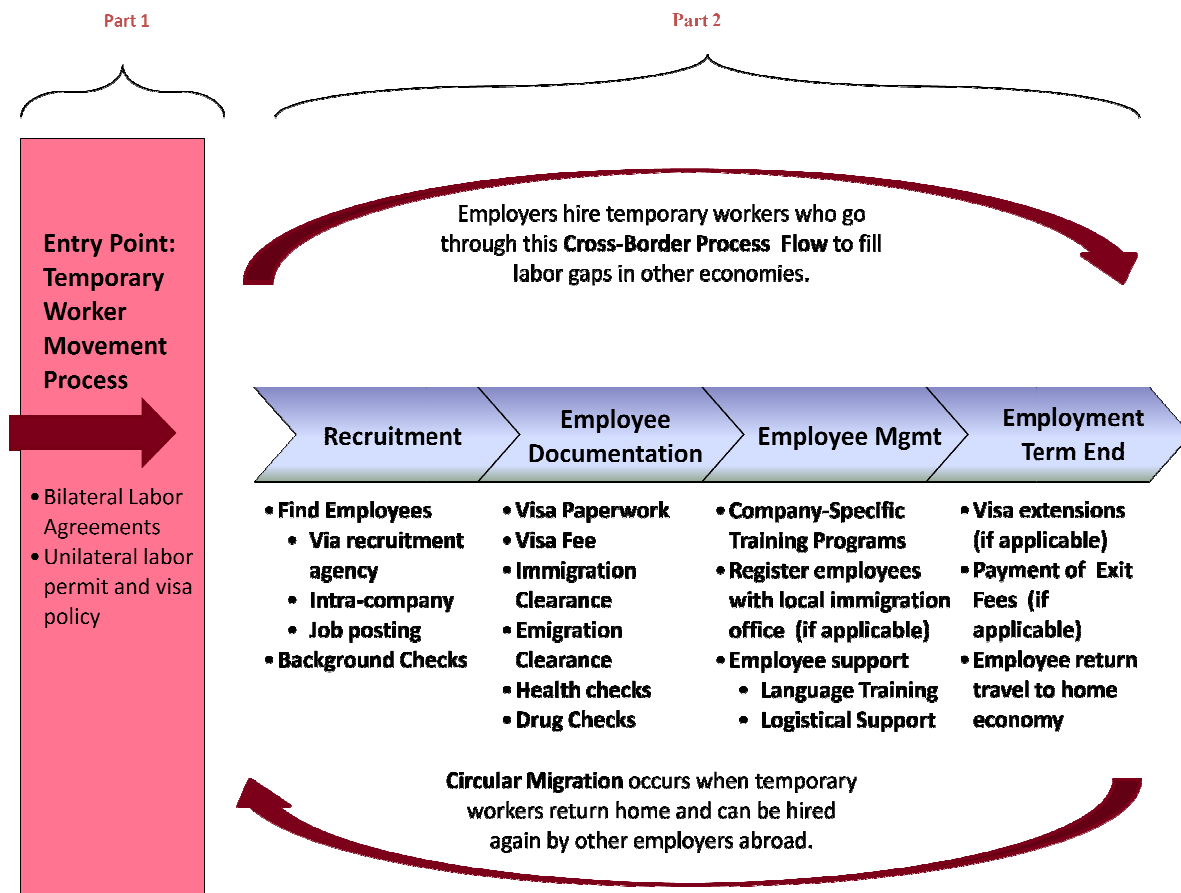 Part 1
Part 2
Entry Point:
Temporary
Worker
Movement
Process
• Bilateral Labor
Agreements
• Unilateral labor
permit and visa
policy
Employers hire temporary workers who go
through this Cross-Border Process Flow to fill
labor gaps in other economies.
Recruitment
• Find Employees
• Via recruitment
agency
• Intra-company
• Job posting
• Background Checks
Employee
Documentation
• Visa Paperwork
• Visa Fee
• Immigration
Clearance
• Emigration
Clearance
• Health checks
• Drug Checks
Employee Mgmt
• Company-Specific
Training Programs
• Register employees
with local immigration
office (if applicable)
• Employee support
• Language Training
• Logistical Support
Employment
Term End
• Visa extensions
(if applicable)
• Payment of Exit
Fees (if
applicable)
• Employee return
travel to home
economy
Circular Migration occurs when temporary
workers return home and can be hired
again by other employers abroad.